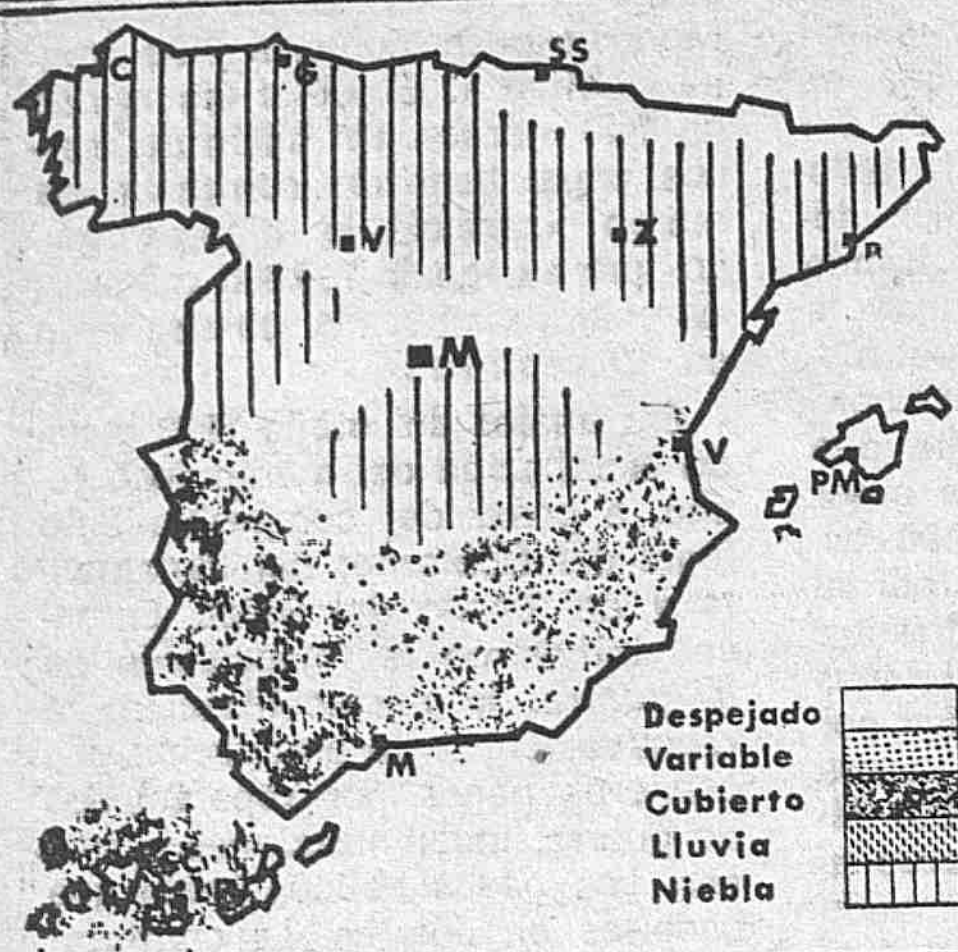 C
G
SS
V
Z
B
M
V
PM
S
M
Despejado
Variable
Cubierto
Lluvia
Niebla